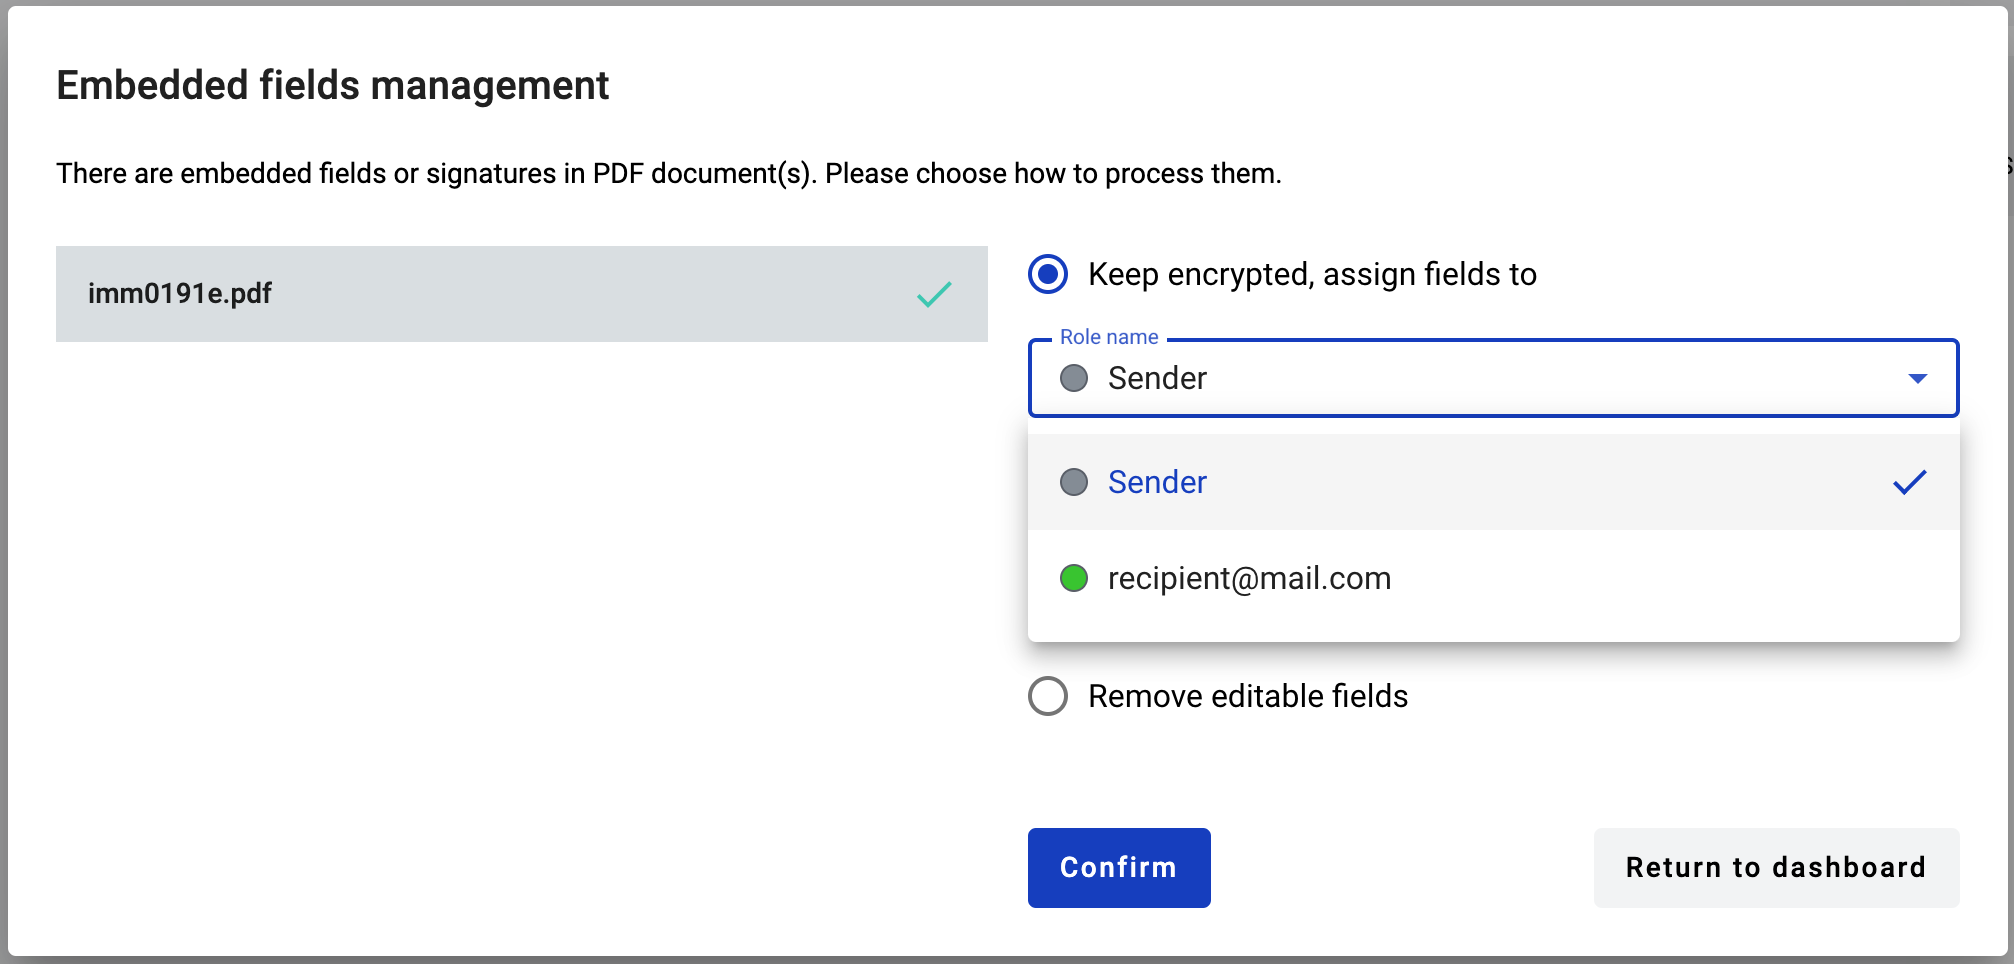 Embedded fields management
There are embedded fields or signatures in PDF document(s). Please choose how to process them.
imm0191e.pdf
Keep encrypted, assign fields to
Role name
Sender
Sender
recipient@mail.com
Remove editable fields
Confirm
Return to dashboard